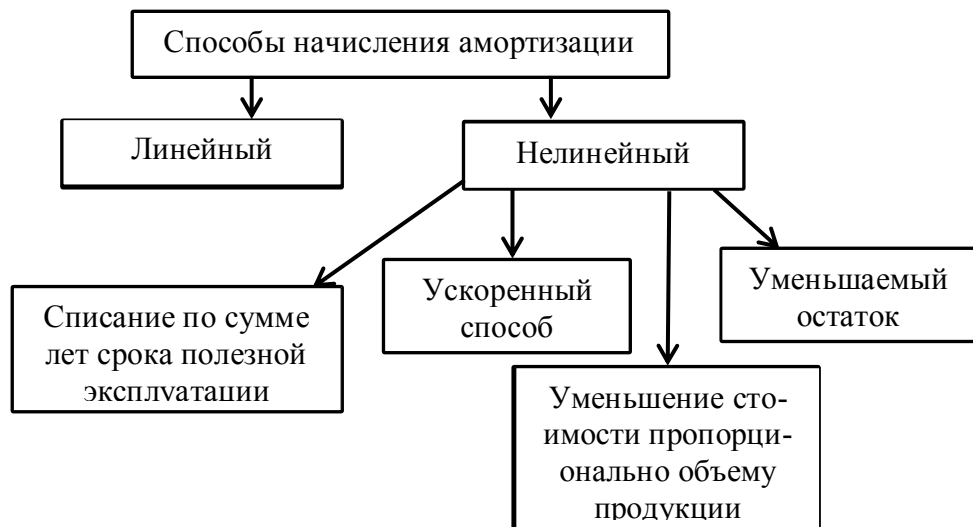 Способы начисления амортизации
Линейный
Нелинейный
Списание по сумме
лет срока полезной
эксплуатации
Ускоренный
способ
Уменьшение сто-
имости пропорци-
онально объему
продукции
Уменьшаемый
остаток